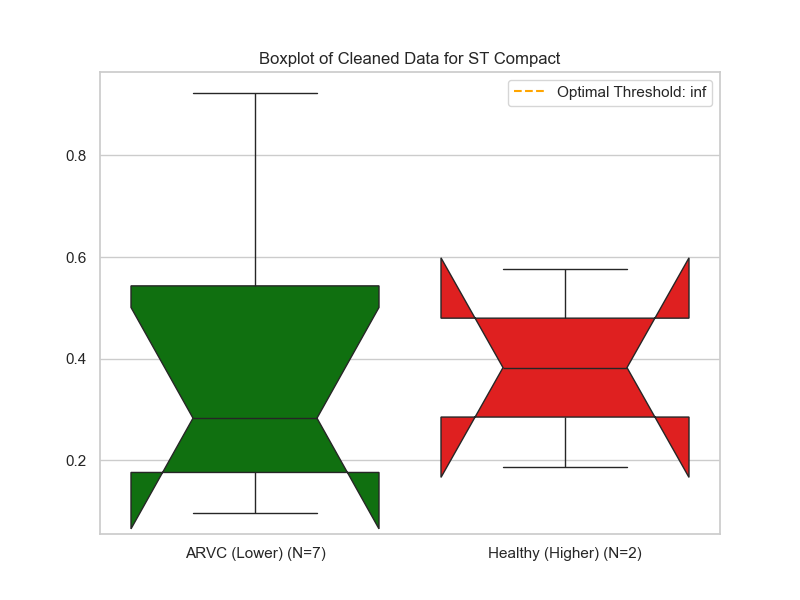 Boxplot of Cleaned Data for ST Compact
Optimal Threshold: inf
0.8
0.6
0.4
0.2
ARVC (Lower) (N=7)
Healthy (Higher) (N=2)